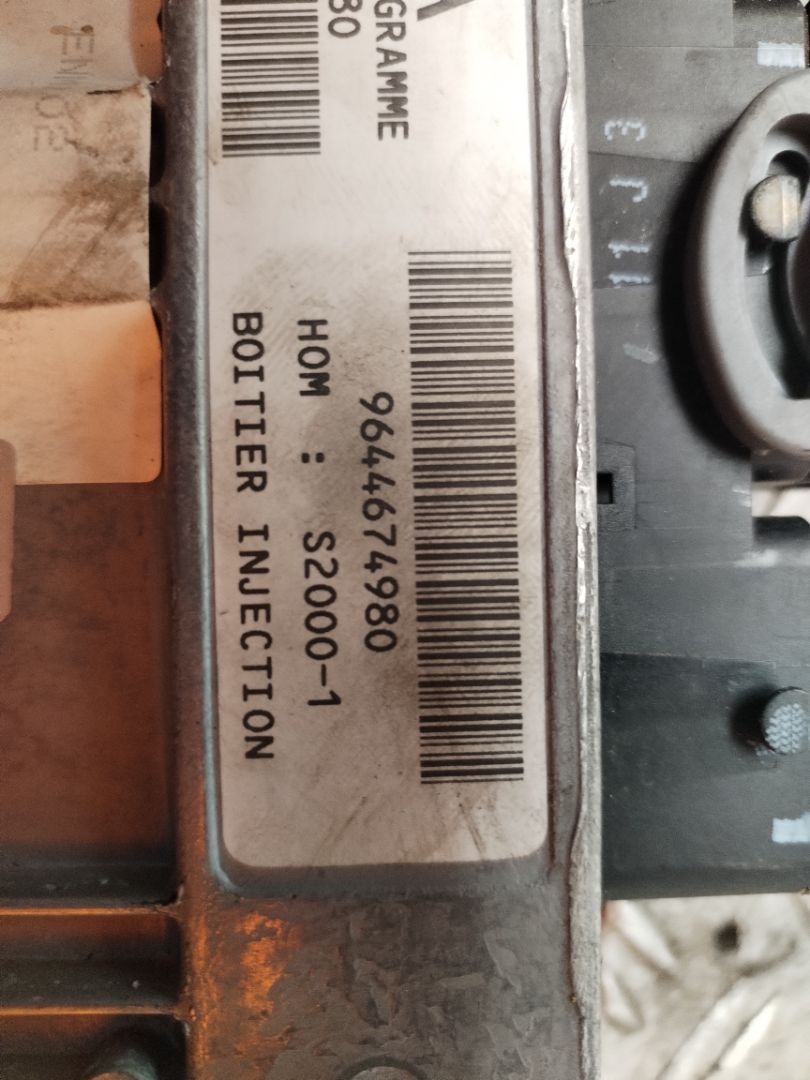 GRAMME
80
9644674980
HOM : S2000-1
BOITIER INJECTION